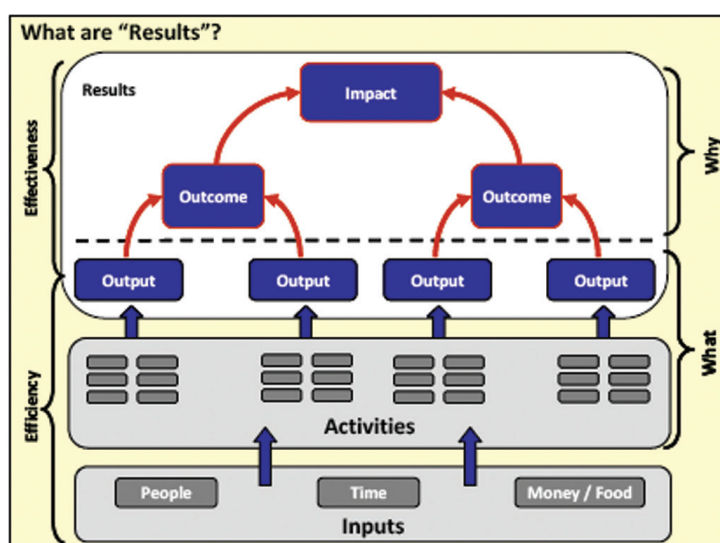 What are “Results”?
Results
Impact
Outcome
Outcome
Output
Output
Output
Output
Activities
People
Time
Money / Food
Inputs
Effectiveness
Efficiency
Why
What